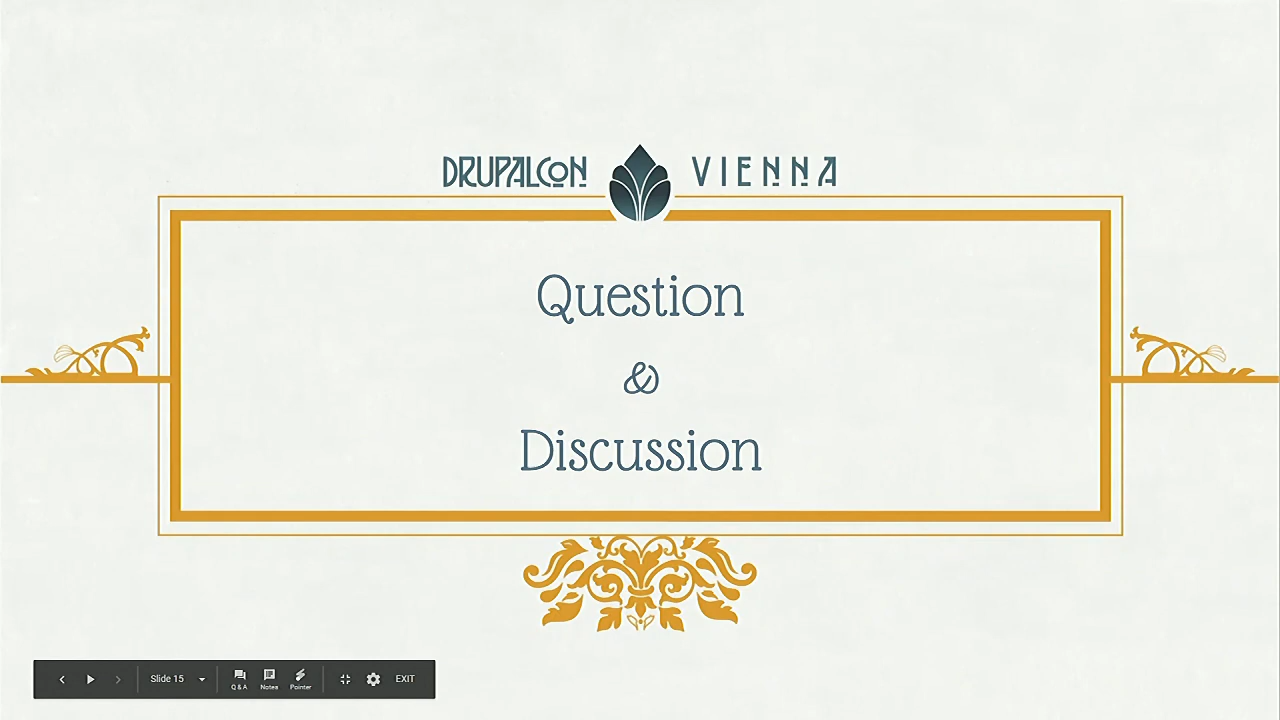 DRUPALCON VIENNA
Question
&
Discussion
Slide 15 Q&A Notes Pointer EXIT